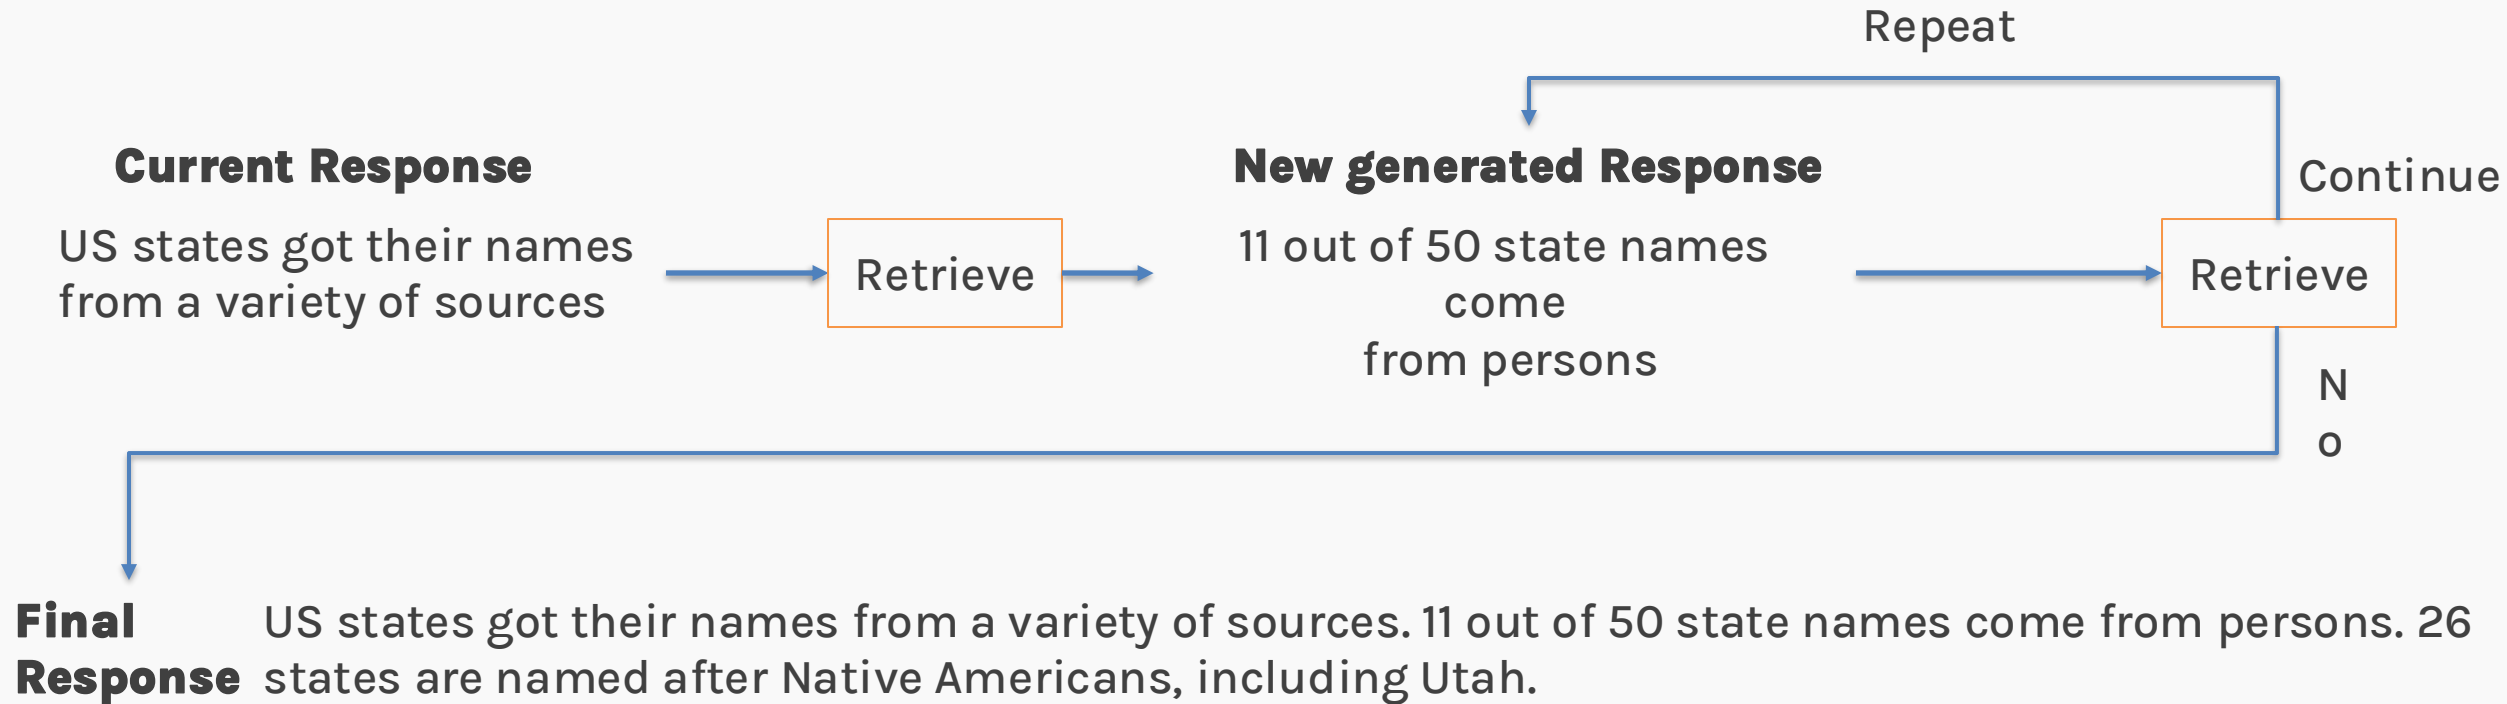 Repeat
Current Response
US states got their names
from a variety of sources
Retrieve
New generated Response
11 out of 50 state names
come
from persons
Continue
Retrieve
N
o
Final
Response
US states got their names from a variety of sources. 11 out of 50 state names come from persons. 26
states are named after Native Americans, including Utah.